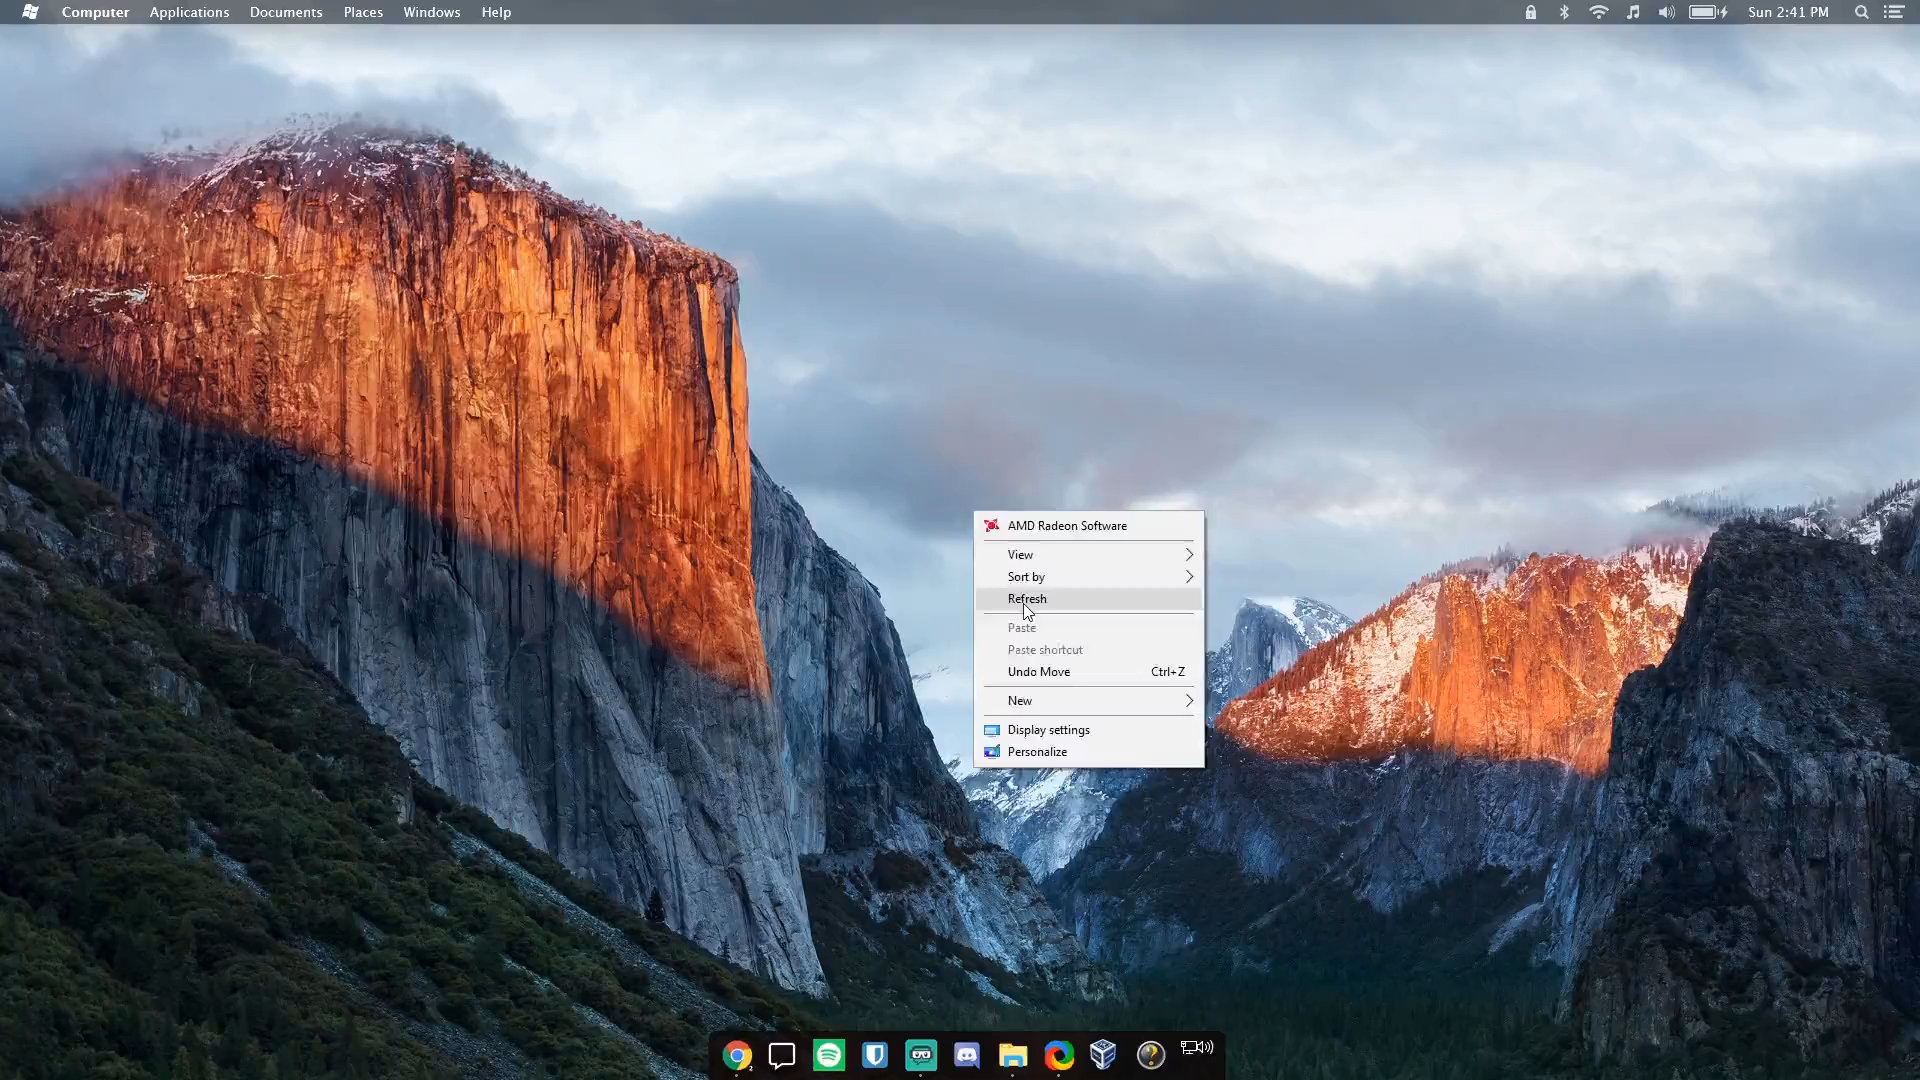 Computer Applications Documents Places Windows Help Sun 2:41 PM
AMD Radeon Software
View
Sort by
Refresh
Paste
Paste shortcut
Undo Move Ctrl+Z
New
Display settings
Personalize